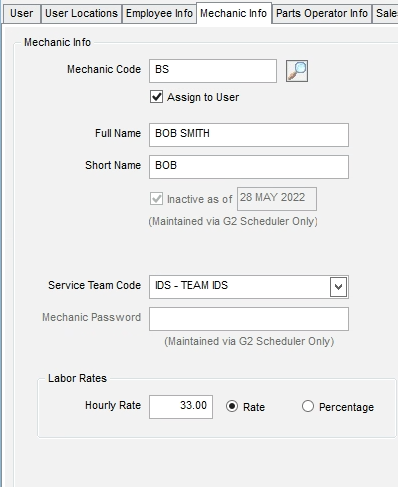 User User Locations Employee Info Mechanic Info Parts Operator Info
Mechanic Info
Mechanic Code BS
Assign to User
Full Name BOB SMITH
Short Name BOB
Inactive as of 28 MAY 2022
(Maintained via G2 Scheduler Only)
Service Team Code IDS - TEAM IDS
Mechanic Password
(Maintained via G2 Scheduler Only)
Labor Rates
Hourly Rate 33.00 Rate Percentage